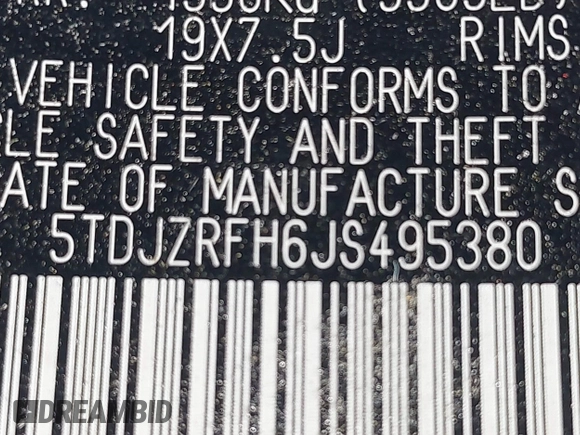 19X7.5J RIMS
VEHICLE CONFORMS TO
LE SAFETY AND THEFT
ATE OF MANUFACTURE S
5TDJZRFH6JS495380
DREAMBID